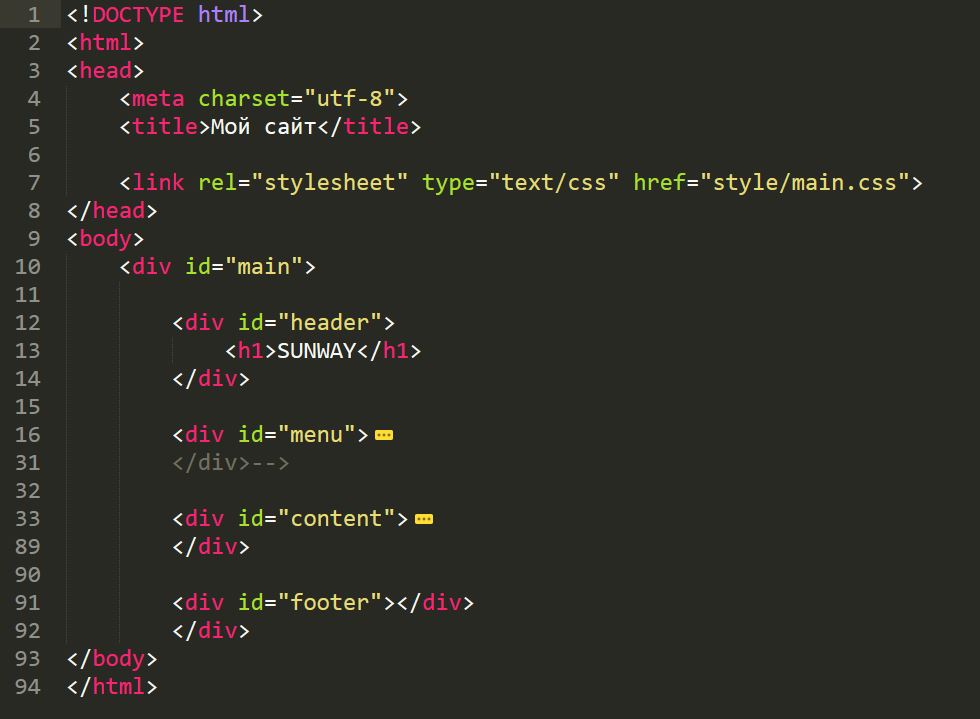 1 <!DOCTYPE html>
2 <html>
3 <head>
4     <meta charset="utf-8">
5     <title>Мой сайт</title>
6
7     <link rel="stylesheet" type="text/css" href="style/main.css">
8 </head>
9 <body>
10     <div id="main">
11
12         <div id="header">
13             <h1>SUNWAY</h1>
14         </div>
15
16         <div id="menu">
31         </div>-->
32
33         <div id="content">
89         </div>
90
91         <div id="footer"></div>
92         </div>
93 </body>
94 </html>